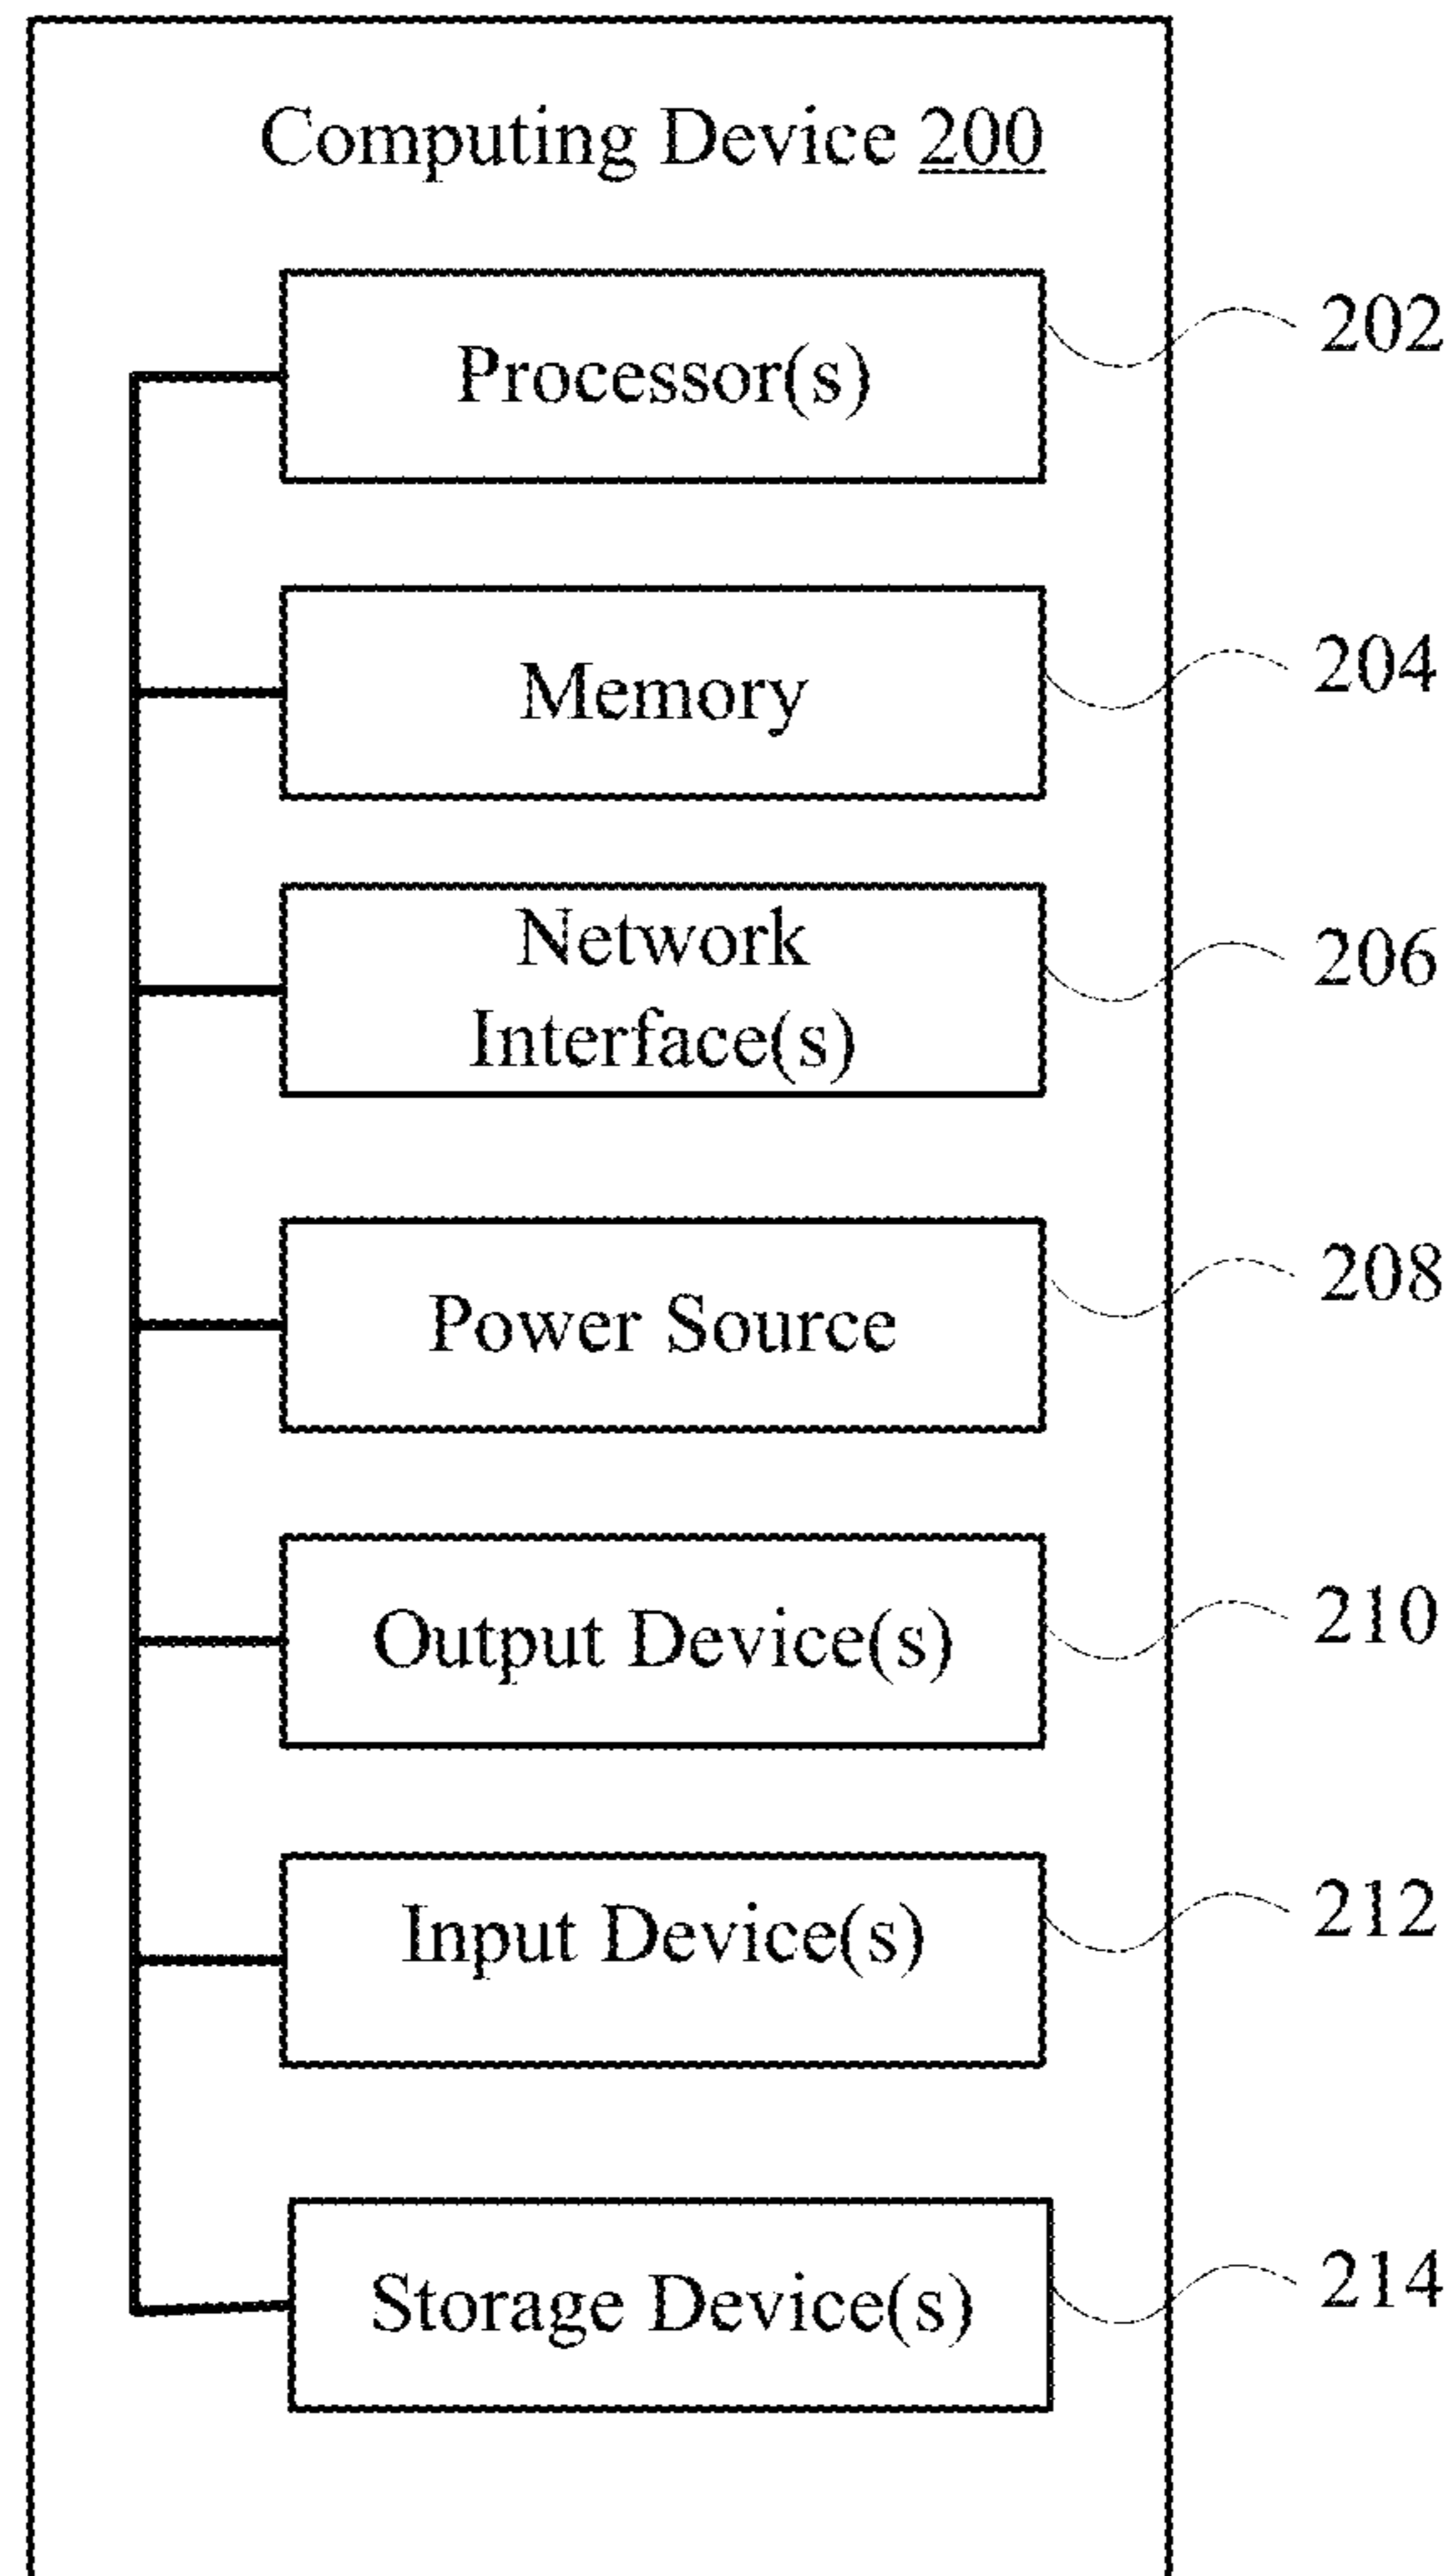 Computing Device 200
Processor(s)
202
Memory
204
Network
Interface(s)
206
Power Source
208
Output Device(s)
210
Input Device(s)
212
Storage Device(s)
214